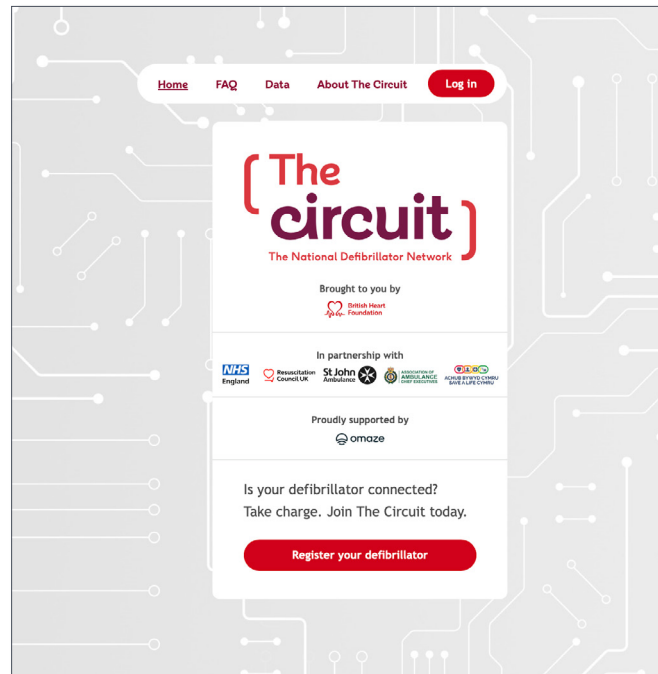 Home FAQ Data About The Circuit Log in
The
circuit
The National Defibrillator Network
Brought to you by
British Heart
Foundation
In partnership with
NHS
England
Resuscitation
Council UK
St John
Ambulance
ASSOCIATION OF
AMBULANCE
CHIEF EXECUTIVES
ACHUB BYWYD CYMRU
SAVE A LIFE CYMRU
Proudly supported by
omaze
Is your defibrillator connected?
Take charge. Join The Circuit today.
Register your defibrillator